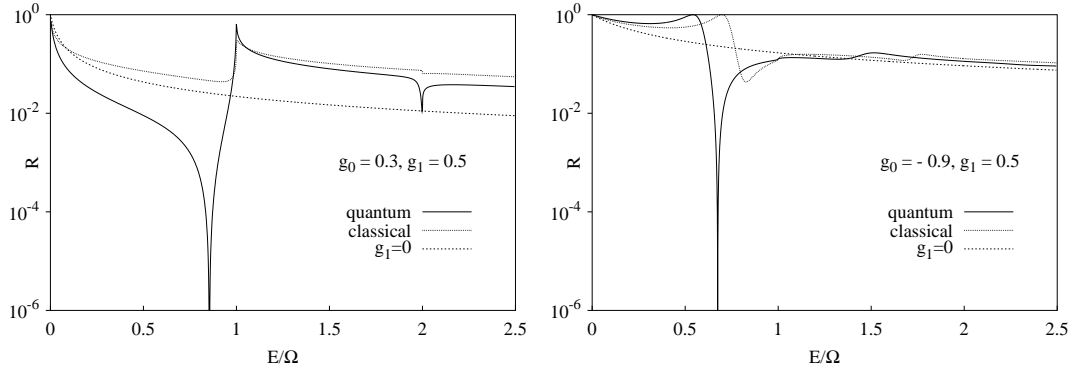 10^0
10^-2
10^-4
10^-6
R
0
0.5
1
1.5
2
2.5
E/Ω
g_0 = 0.3, g_1 = 0.5
quantum
classical
g_1=0
10^0
10^-2
10^-4
10^-6
R
0
0.5
1
1.5
2
2.5
E/Ω
g_0 = - 0.9, g_1 = 0.5
quantum
classical
g_1=0